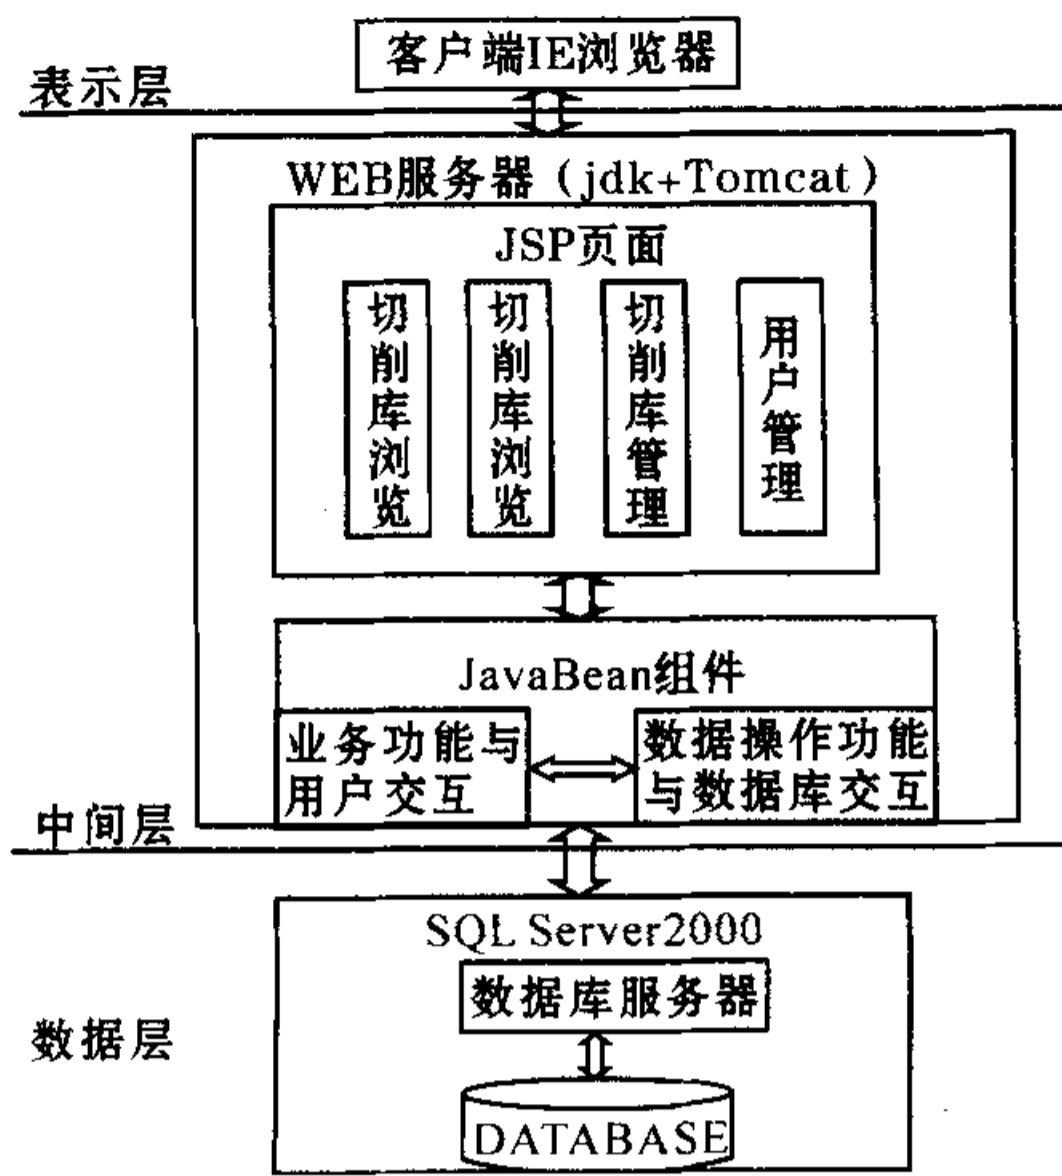 客户端IE浏览器
表示层
WEB服务器（jdk+Tomcat）
JSP页面
切削库浏览
切削库浏览
切削库管理
用户管理
JavaBean组件
业务功能与
用户交互
数据操作功能
与数据库交互
中间层
SQL Server2000
数据库服务器
数据层
DATABASE